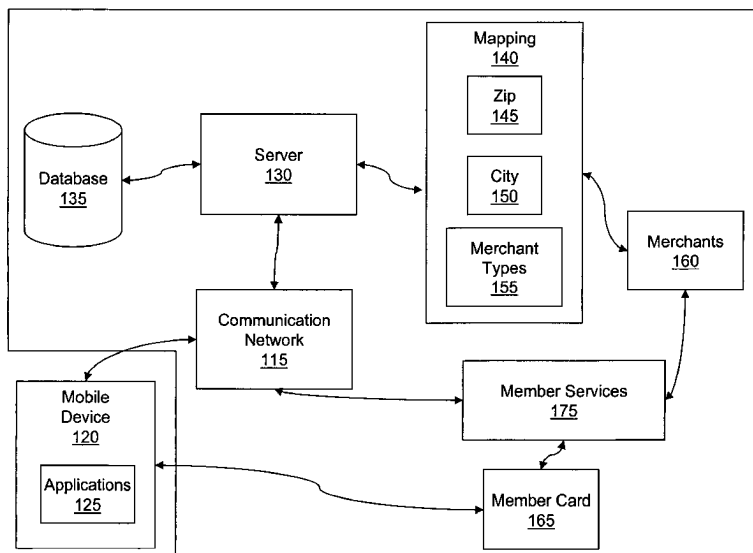 Mapping
140
Zip
145
Server
130
Database
135
City
150
Merchant
Types
155
Merchants
160
Communication
Network
115
Mobile
Device
120
Member Services
175
Applications
125
Member Card
165